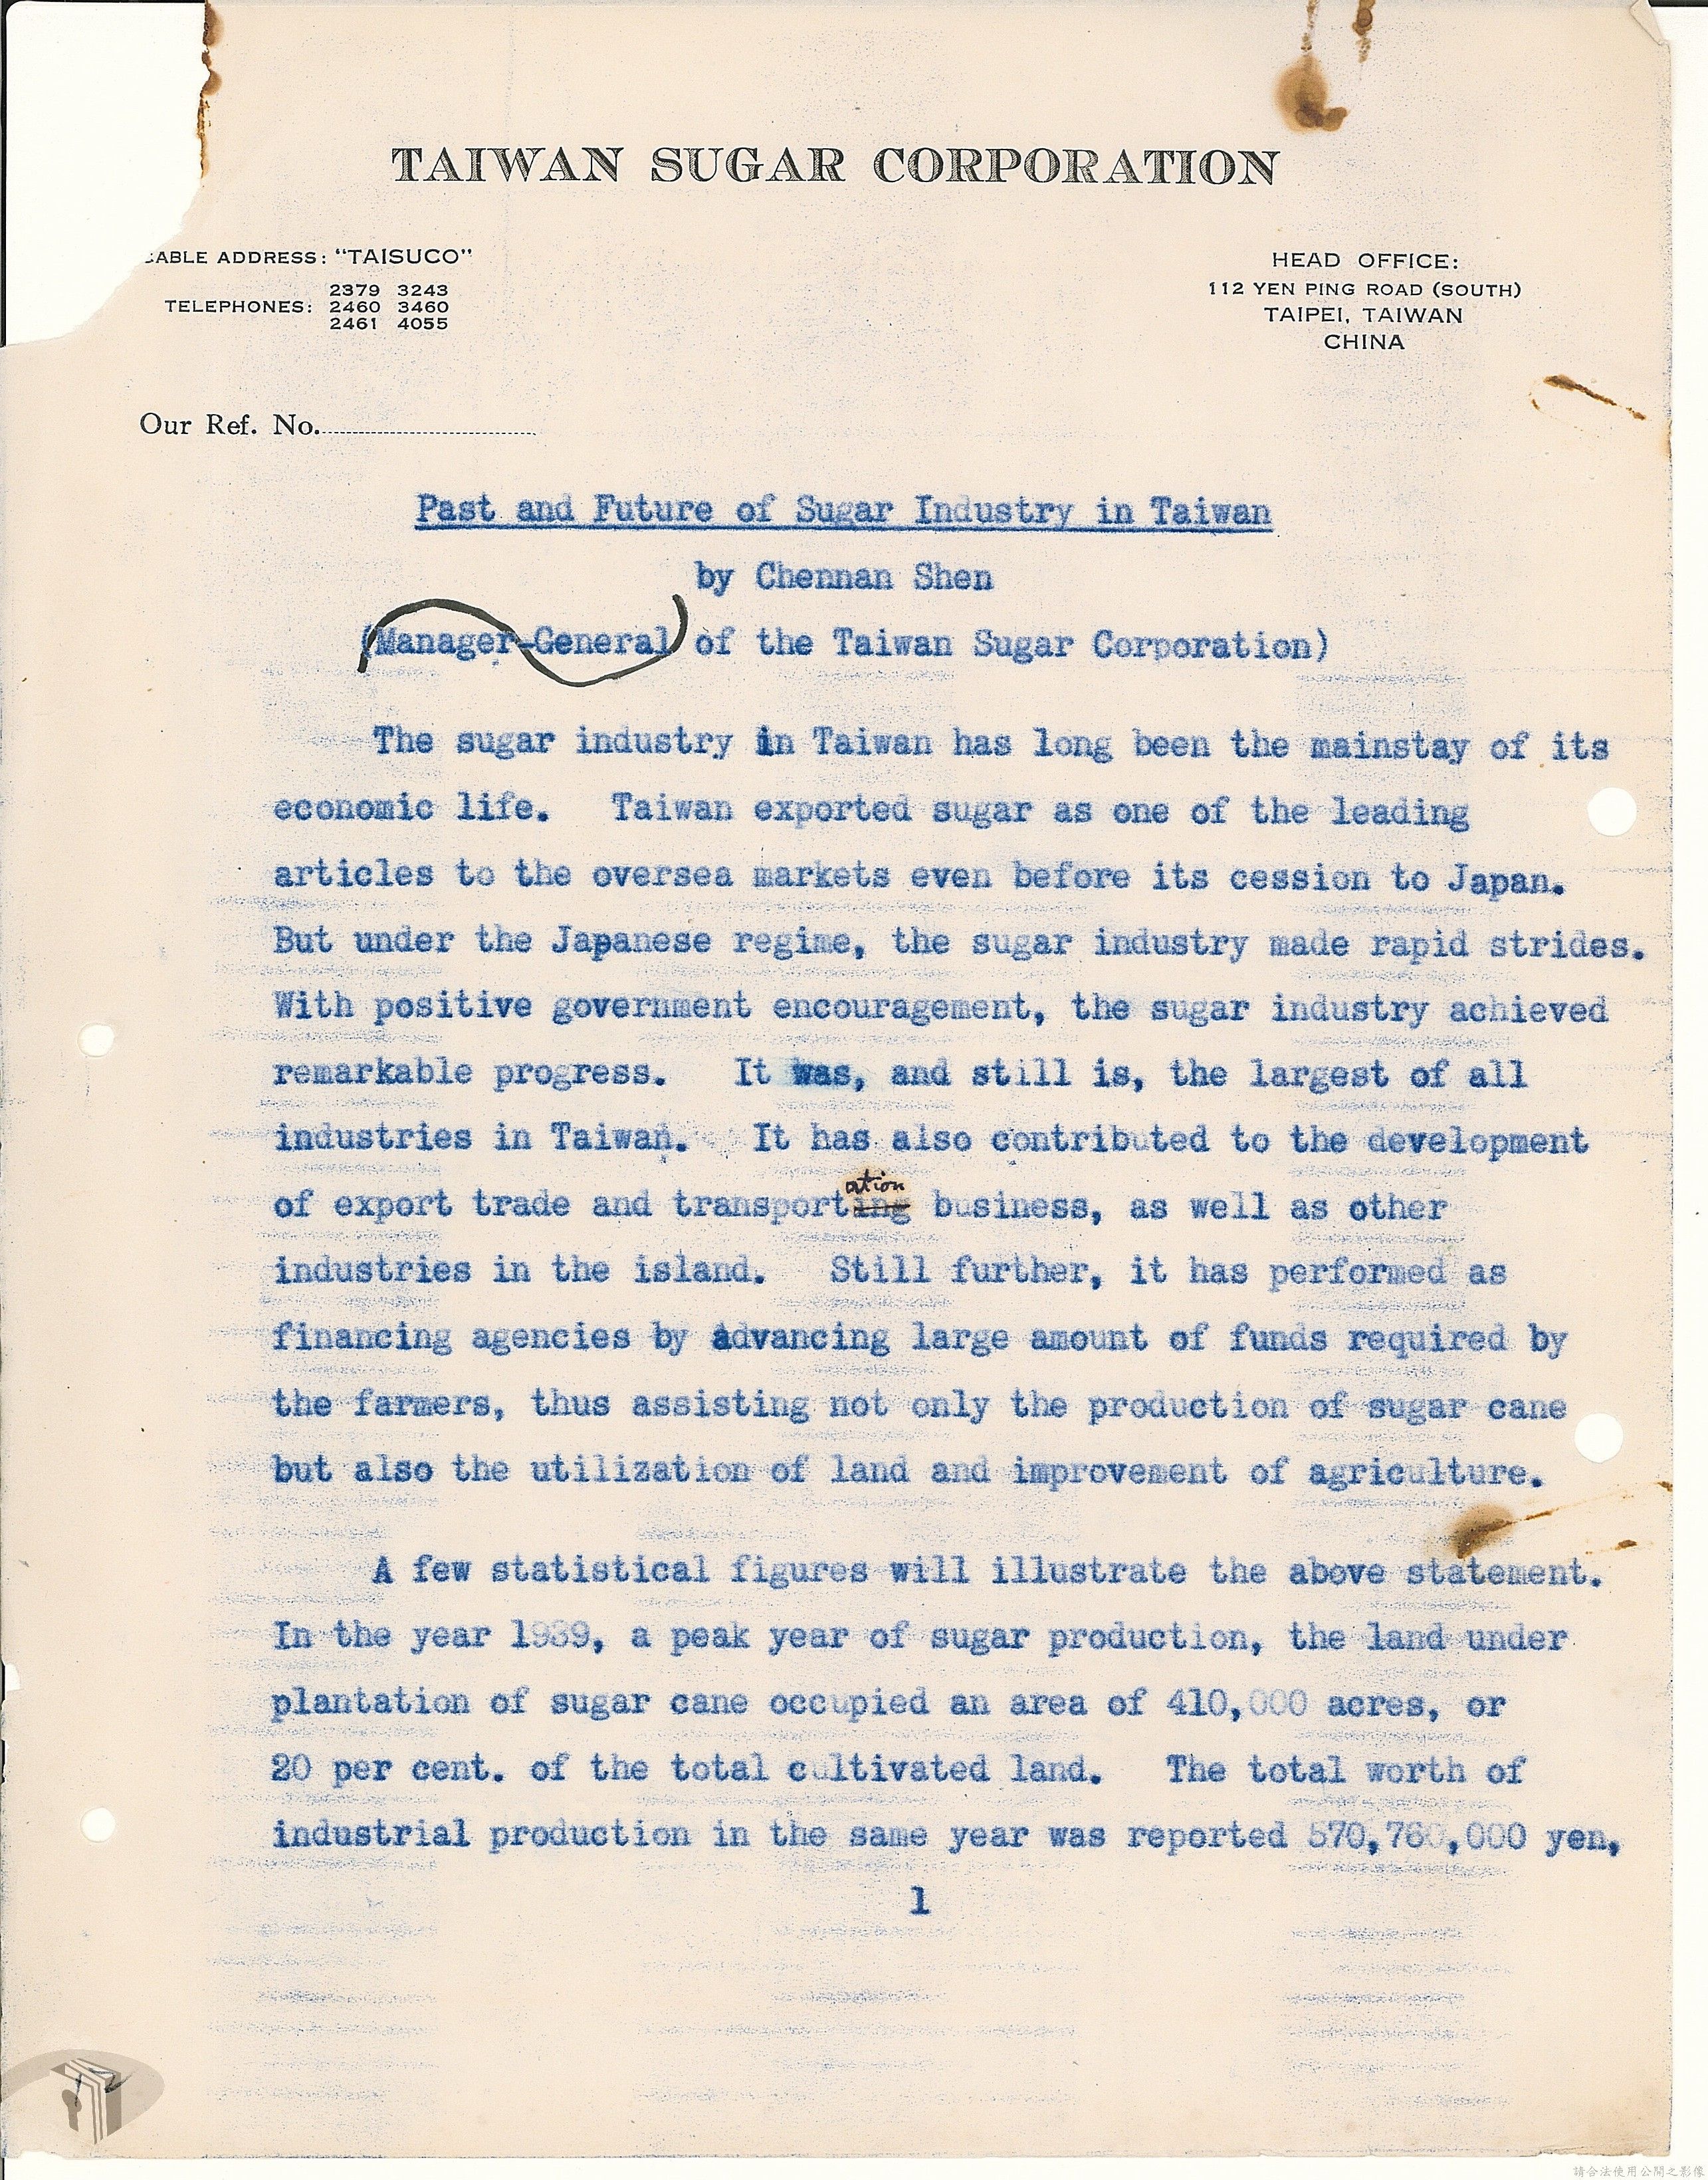 TAIWAN SUGAR CORPORATION
CABLE ADDRESS: "TAISUCO"
TELEPHONES: 2379 3243
2460 3460
2461 4055
HEAD OFFICE:
112 YEN PING ROAD (SOUTH)
TAIPEI, TAIWAN
CHINA
Our Ref. No.
Past and Future of Sugar Industry in Taiwan
by Chennan Shen
(Manager-General of the Taiwan Sugar Corporation)
The sugar industry in Taiwan has long been the mainstay of its
economic life. Taiwan exported sugar as one of the leading
articles to the oversea markets even before its cession to Japan.
But under the Japanese regime, the sugar industry made rapid strides.
With positive government encouragement, the sugar industry achieved
remarkable progress. It was, and still is, the largest of all
industries in Taiwan. It has also contributed to the development
ation
of export trade and transporting business, as well as other
industries in the island. Still further, it has performed as
financing agencies by advancing large amount of funds required by
the farmers, thus assisting not only the production of sugar cane
but also the utilization of land and improvement of agriculture.
A few statistical figures will illustrate the above statement.
In the year 1939, a peak year of sugar production, the land under
plantation of sugar cane occupied an area of 410,000 acres, or
20 per cent. of the total cultivated land. The total worth of
industrial production in the same year was reported 570,760,000 yen,
1
請合法使用公開之影像